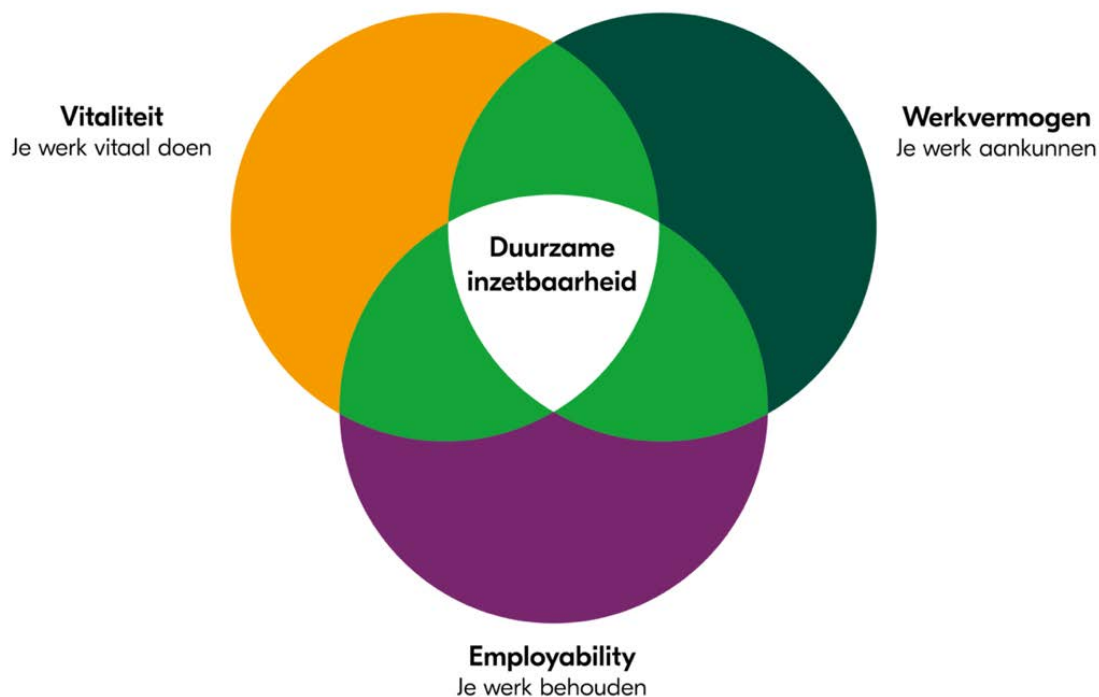 Vitaliteit
Je werk vitaal doen
Werkvermogen
Je werk aankunnen
Duurzame
inzetbaarheid
Employability
Je werk behouden